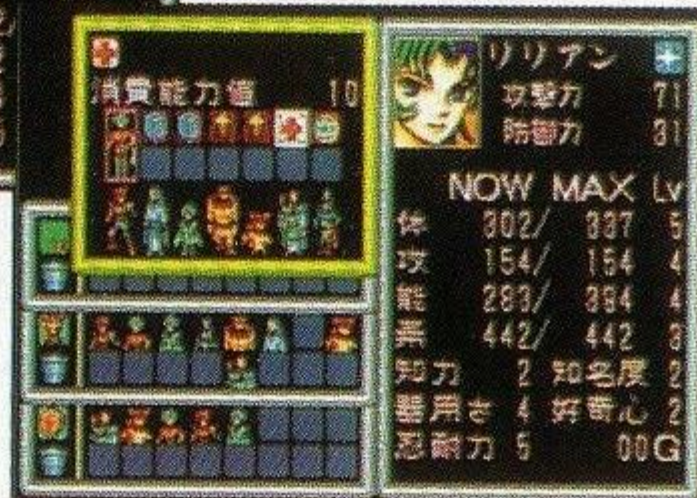 消費能力値 10
リリアン
攻撃力 71
防御力 31
NOW MAX Lv
体 302/ 337 5
攻 154/ 154 4
能 283/ 394 4
業 442/ 442 3
知力 2 知名度 2
器用さ 4 好奇心 2
忍耐力 5 00G